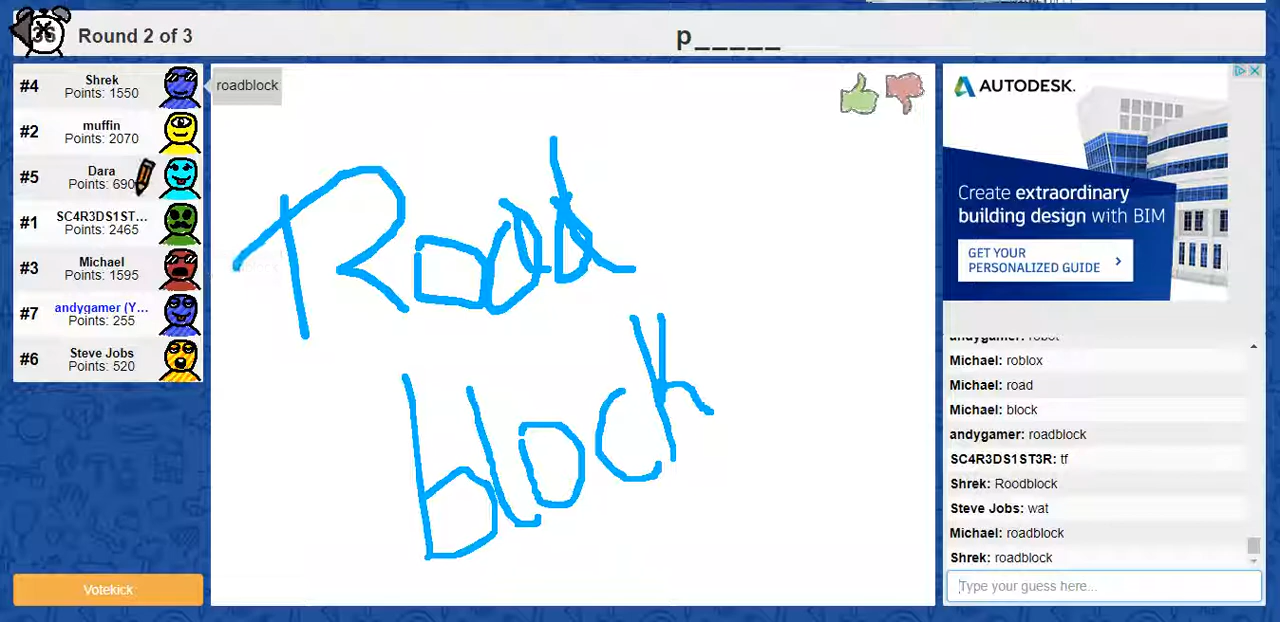 Round 2 of 3
p_____
#4
Shrek
Points: 1550
#2
muffin
Points: 2070
#5
Dara
Points: 690
#1
SC4R3DS1ST...
Points: 2465
#3
Michael
Points: 1595
#7
andygamer (Y...
Points: 255
#6
Steve Jobs
Points: 520
Votekick
roadblock
Road
block
AUTODESK.
Create extraordinary
building design with BIM
GET YOUR
PERSONALIZED GUIDE
Michael: roblox
Michael: road
Michael: block
andygamer: roadblock
SC4R3DS1ST3R: tf
Shrek: Roodblock
Steve Jobs: wat
Michael: roadblock
Shrek: roadblock
Type your guess here...